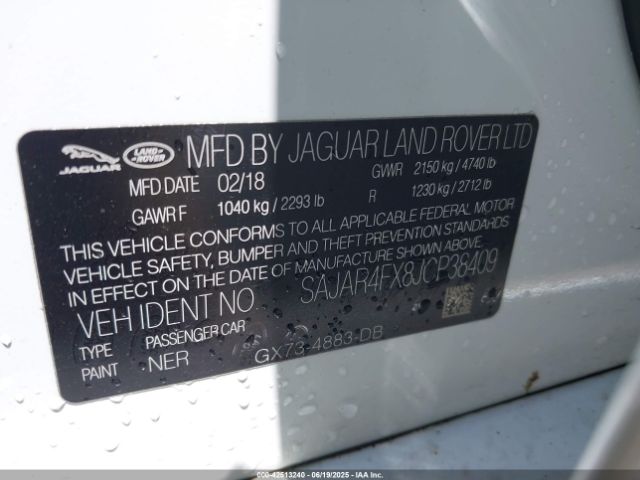 JAGUAR LAND ROVER MFD BY JAGUAR LAND ROVER LTD
MFD DATE 02/18 GVWR 2150 kg / 4740 lb
GAWR F 1040 kg / 2293 lb R 1230 kg / 2712 lb
THIS VEHICLE CONFORMS TO ALL APPLICABLE FEDERAL MOTOR
VEHICLE SAFETY, BUMPER AND THEFT PREVENTION STANDARDS
IN EFFECT ON THE DATE OF MANUFACTURE SHOWN ABOVE.
VEH IDENT NO SAJAR4FX8JCP36409
TYPE PASSENGER CAR
PAINT NER GX73-4883-DB
000-42513240 - 06/19/2025 - IAAI.COM